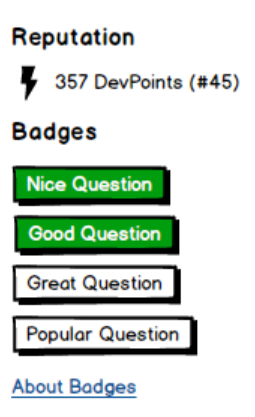 Reputation
357 DevPoints (#45)
Badges
Nice Question
Good Question
Great Question
Popular Question
About Badges